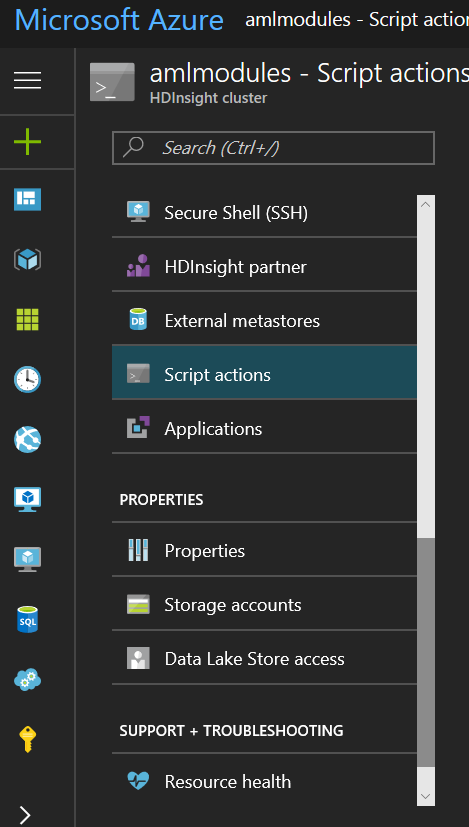 Microsoft Azure amlmodules - Script action
amlmodules - Script actions
HDInsight cluster
Search (Ctrl+/)
Secure Shell (SSH)
HDInsight partner
DB
External metastores
Script actions
Applications
PROPERTIES
Properties
Storage accounts
Data Lake Store access
SQL
SUPPORT + TROUBLESHOOTING
Resource health